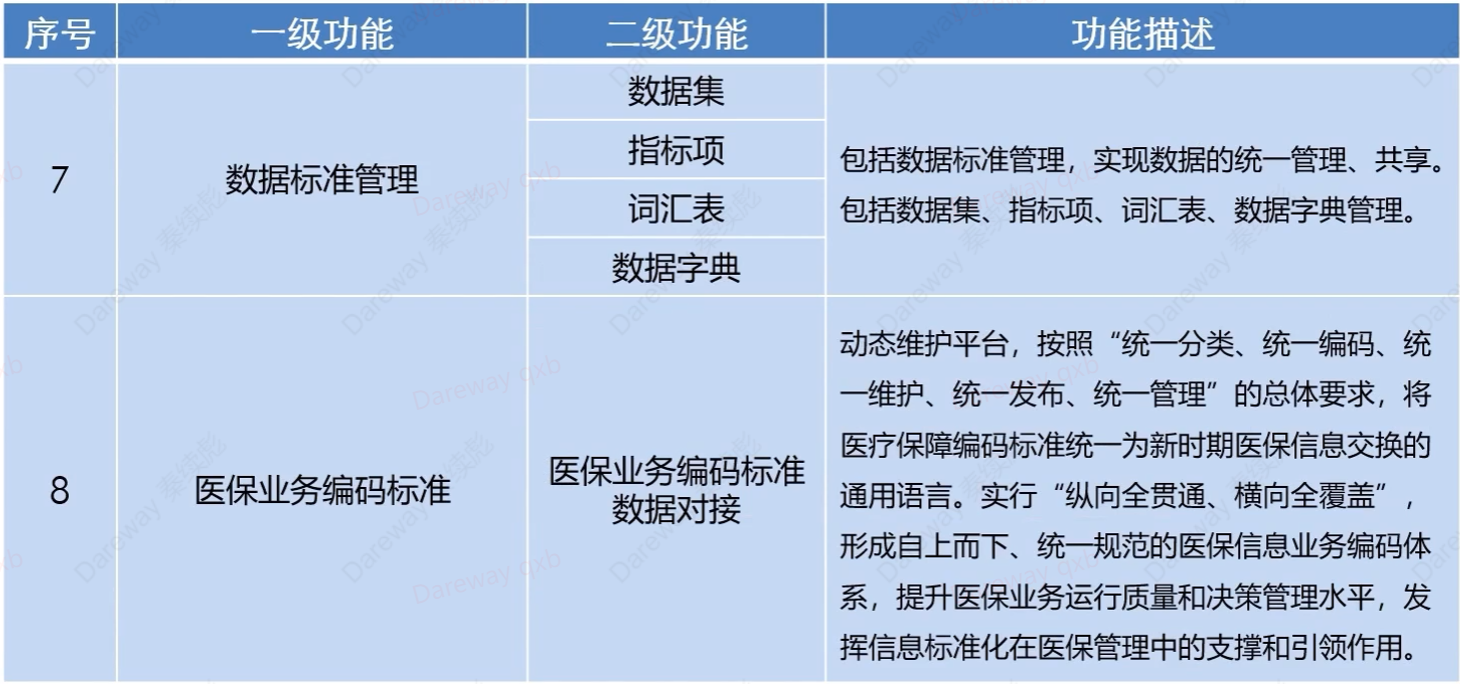 序号 一级功能 二级功能 功能描述
7
数据标准管理
数据集
指标项
词汇表
数据字典
包括数据标准管理，实现数据的统一管理、共享。
包括数据集、指标项、词汇表、数据字典管理。
8
医保业务编码标准
医保业务编码标准
数据对接
动态维护平台，按照“统一分类、统一编码、统
一维护、统一发布、统一管理”的总体要求，将
医疗保障编码标准统一为新时期医保信息交换的
通用语言。实行“纵向全贯通、横向全覆盖”，
形成自上而下、统一规范的医保信息业务编码体
系，提升医保业务运行质量和决策管理水平，发
挥信息标准化在医保管理中的支撑和引领作用。
Dareway 秦续彪
Dareway qxb